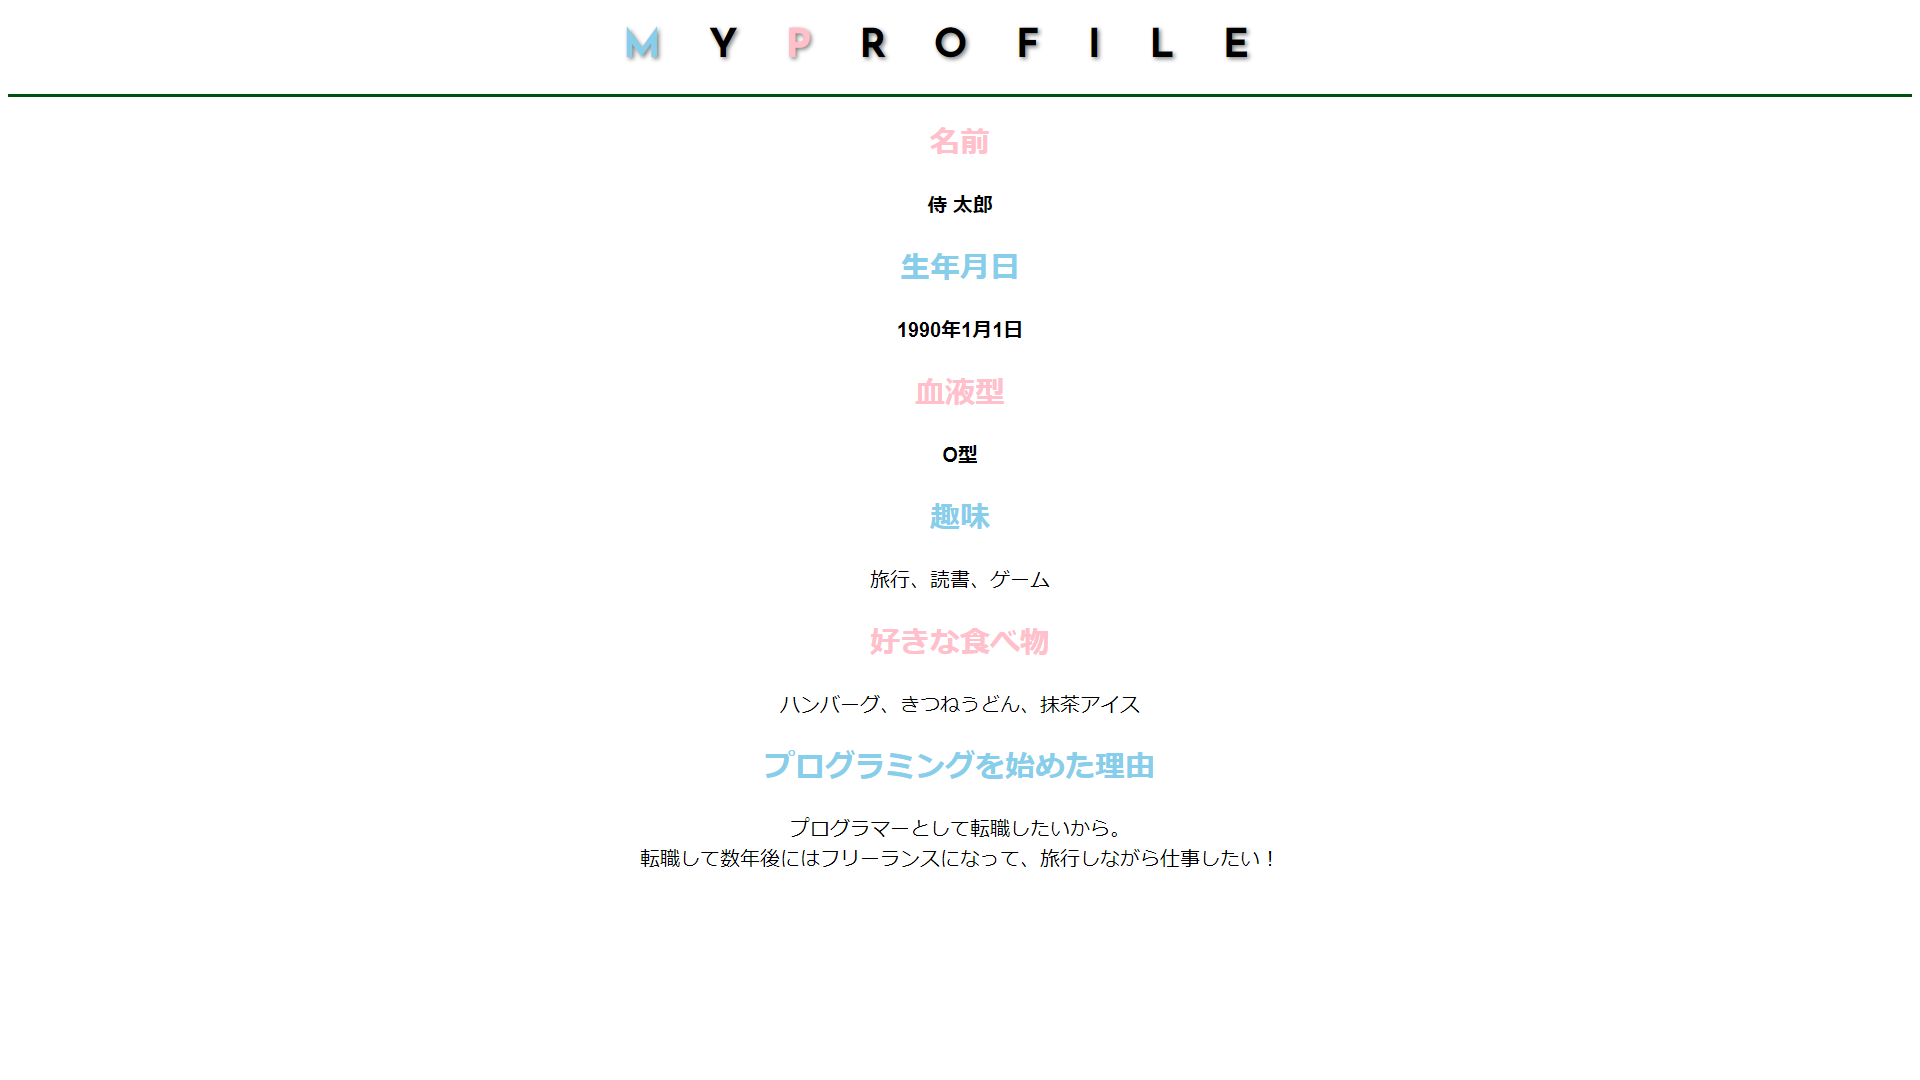 MY PROFILE
名前
侍 太郎
生年月日
1990年1月1日
血液型
O型
趣味
旅行、読書、ゲーム
好きな食べ物
ハンバーグ、きつねうどん、抹茶アイス
プログラミングを始めた理由
プログラマーとして転職したいから。
転職して数年後にはフリーランスになって、旅行しながら仕事したい！